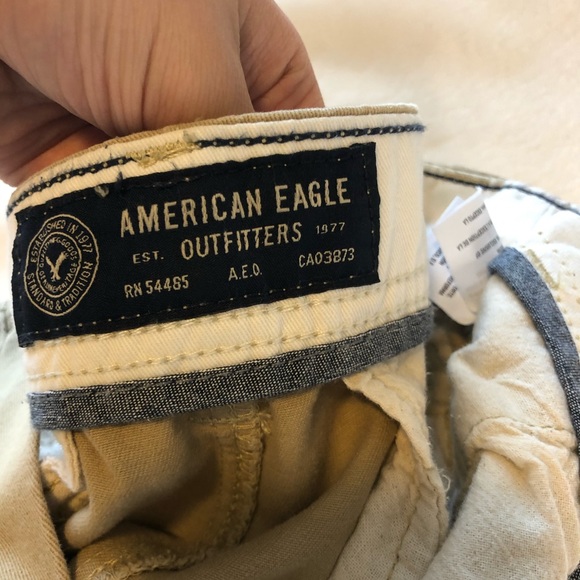 AMERICAN EAGLE
EST. OUTFITTERS 1977
RN 54485 A.E.O. CA03873
ESTABLISHED IN 1977
STANDARD & TRADITION